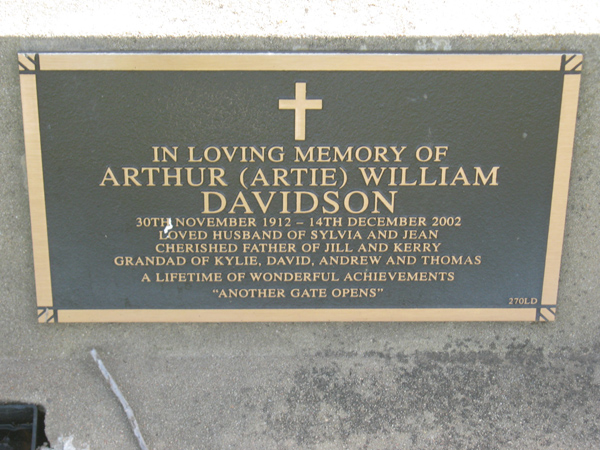 IN LOVING MEMORY OF
ARTHUR (ARTIE) WILLIAM
DAVIDSON
30TH NOVEMBER 1912 – 14TH DECEMBER 2002
LOVED HUSBAND OF SYLVIA AND JEAN
CHERISHED FATHER OF JILL AND KERRY
GRANDAD OF KYLIE, DAVID, ANDREW AND THOMAS
A LIFETIME OF WONDERFUL ACHIEVEMENTS
“ANOTHER GATE OPENS”
270LD